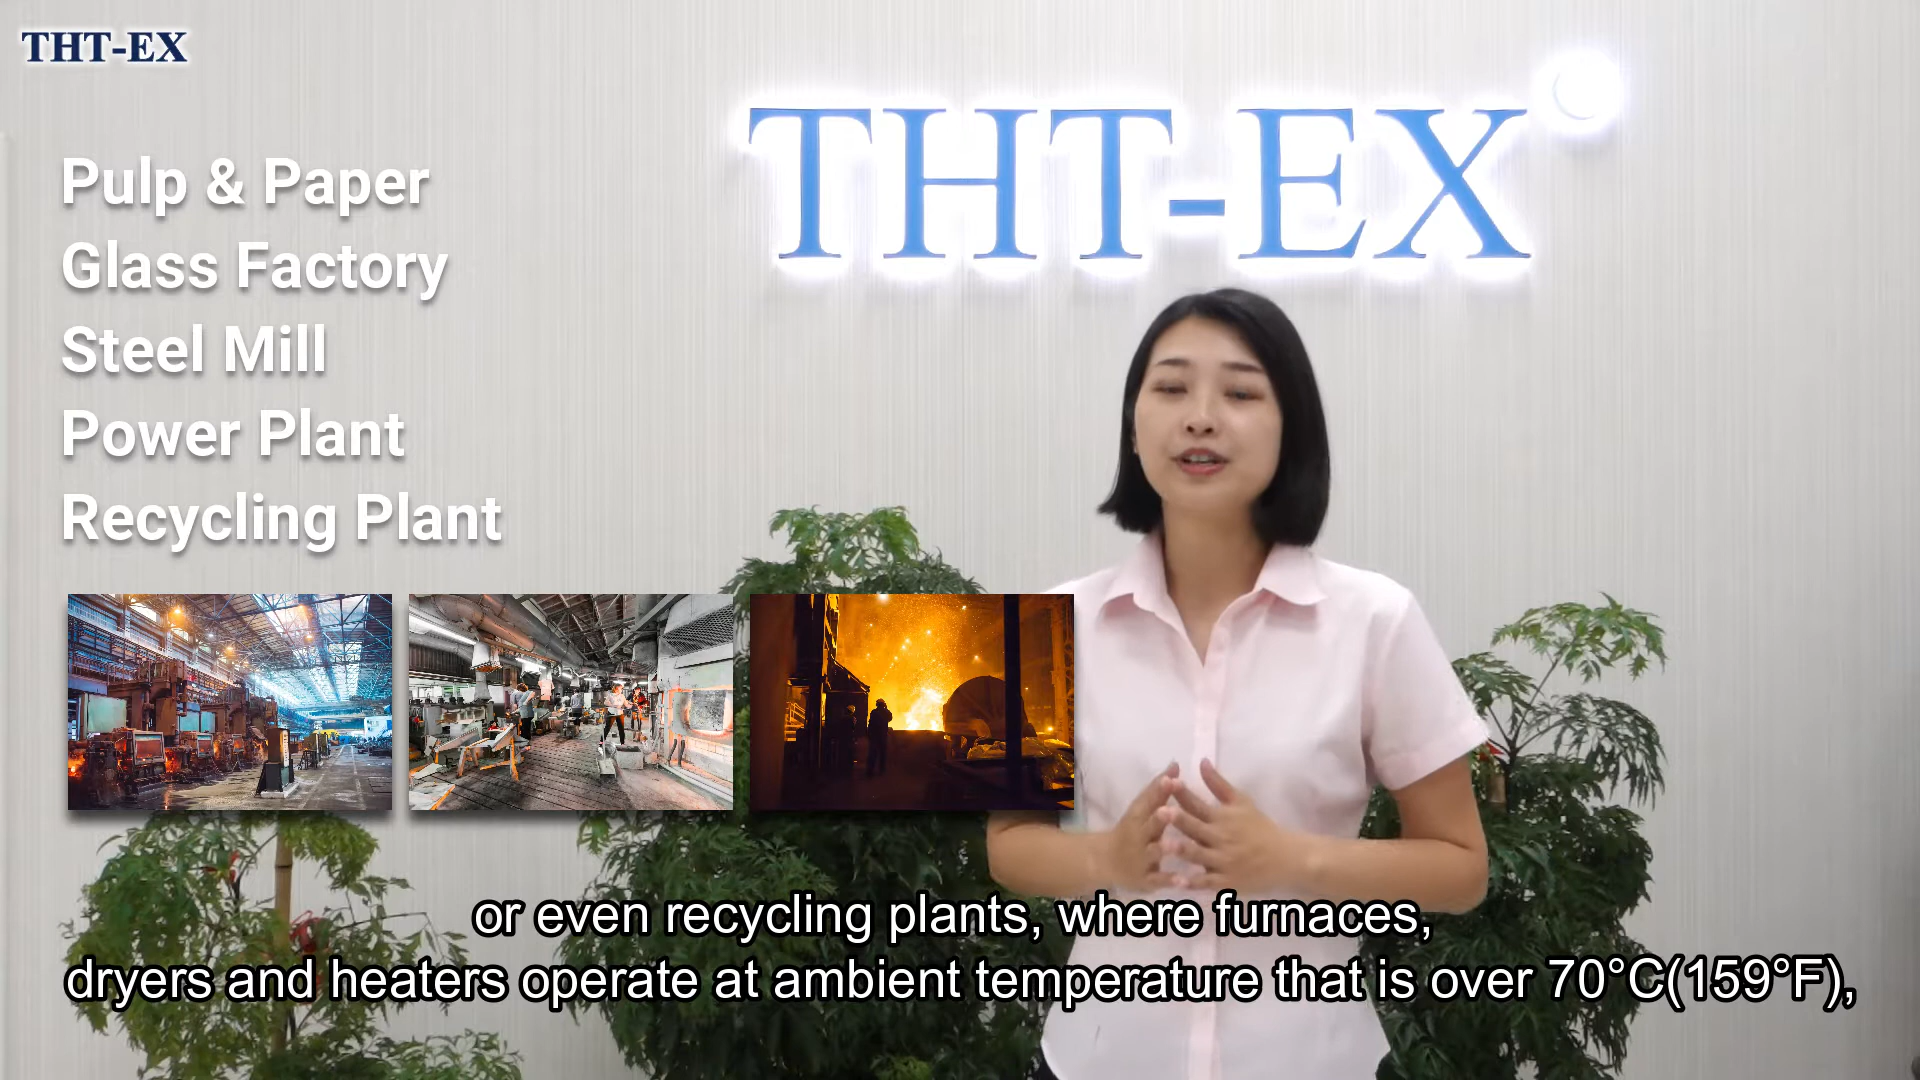 THT-EX
THT-EX
Pulp & Paper
Glass Factory
Steel Mill
Power Plant
Recycling Plant
or even recycling plants, where furnaces,
dryers and heaters operate at ambient temperature that is over 70°C(159°F),